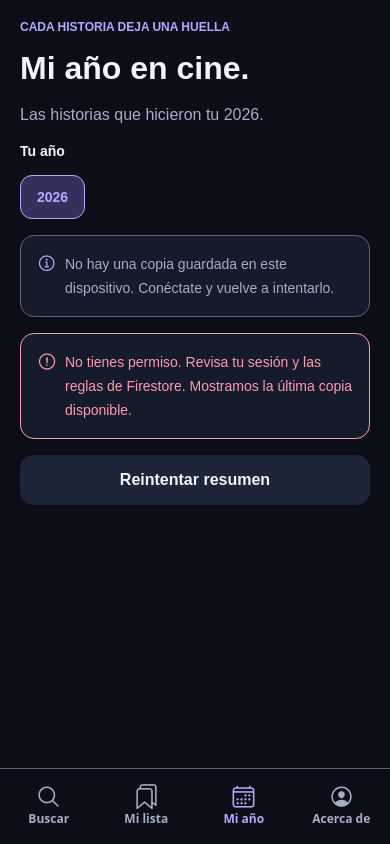 CADA HISTORIA DEJA UNA HUELLA
Mi año en cine.
Las historias que hicieron tu 2026.
Tu año
2026
No hay una copia guardada en este
dispositivo. Conéctate y vuelve a intentarlo.
No tienes permiso. Revisa tu sesión y las
reglas de Firestore. Mostramos la última copia
disponible.
Reintentar resumen
Buscar
Mi lista
Mi año
Acerca de